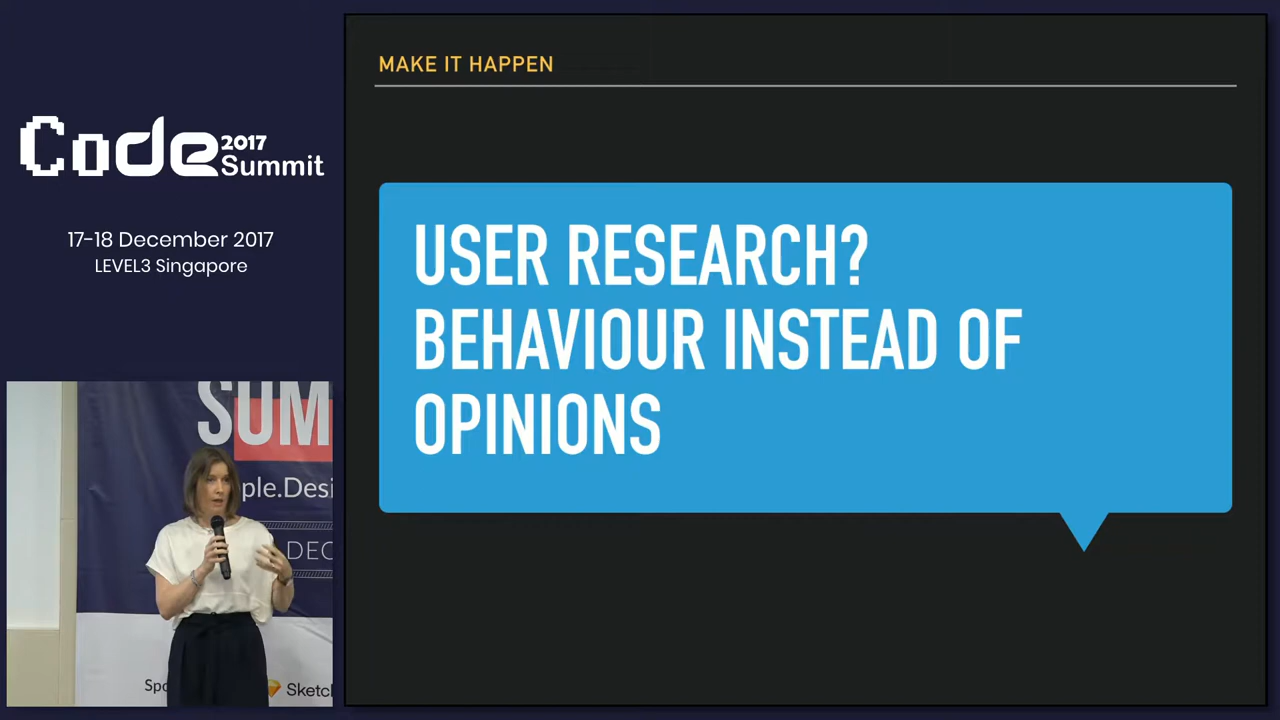 MAKE IT HAPPEN
Code 2017 Summit
17-18 December 2017
LEVEL3 Singapore
USER RESEARCH?
BEHAVIOUR INSTEAD OF
OPINIONS
SUM
ple.Desi
DEC
Spo
Sketch